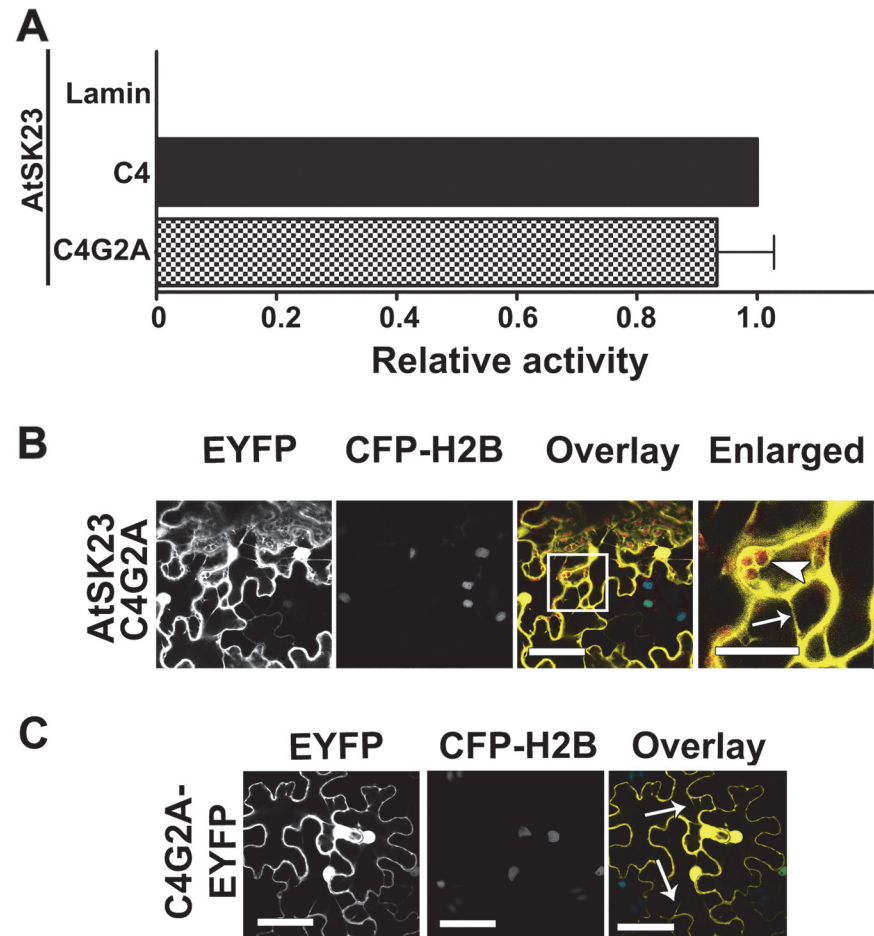 A
AtSK23
Lamin
C4
C4G2A
0 0.2 0.4 0.6 0.8 1.0
Relative activity
B
EYFP CFP-H2B Overlay Enlarged
AtSK23
C4G2A
C
EYFP CFP-H2B Overlay
C4G2A-
EYFP